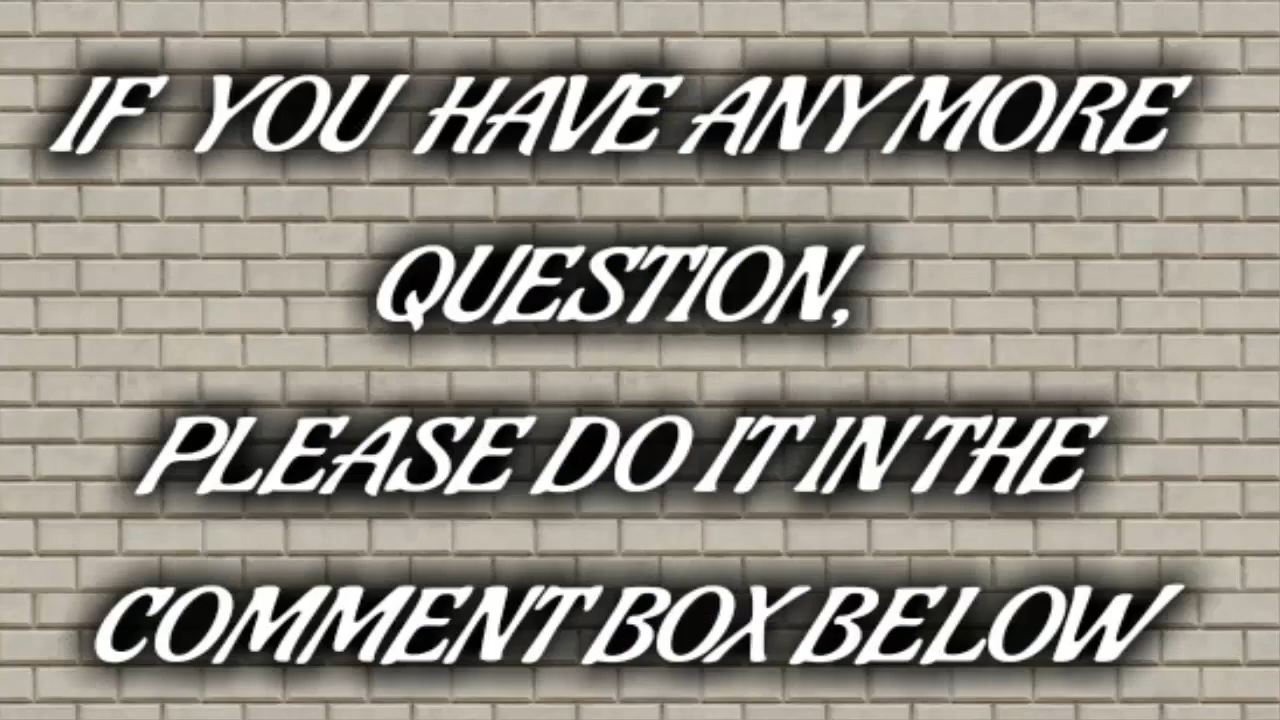 IF YOU HAVE ANY MORE
QUESTION,
PLEASE DO IT IN THE
COMMENT BOX BELOW